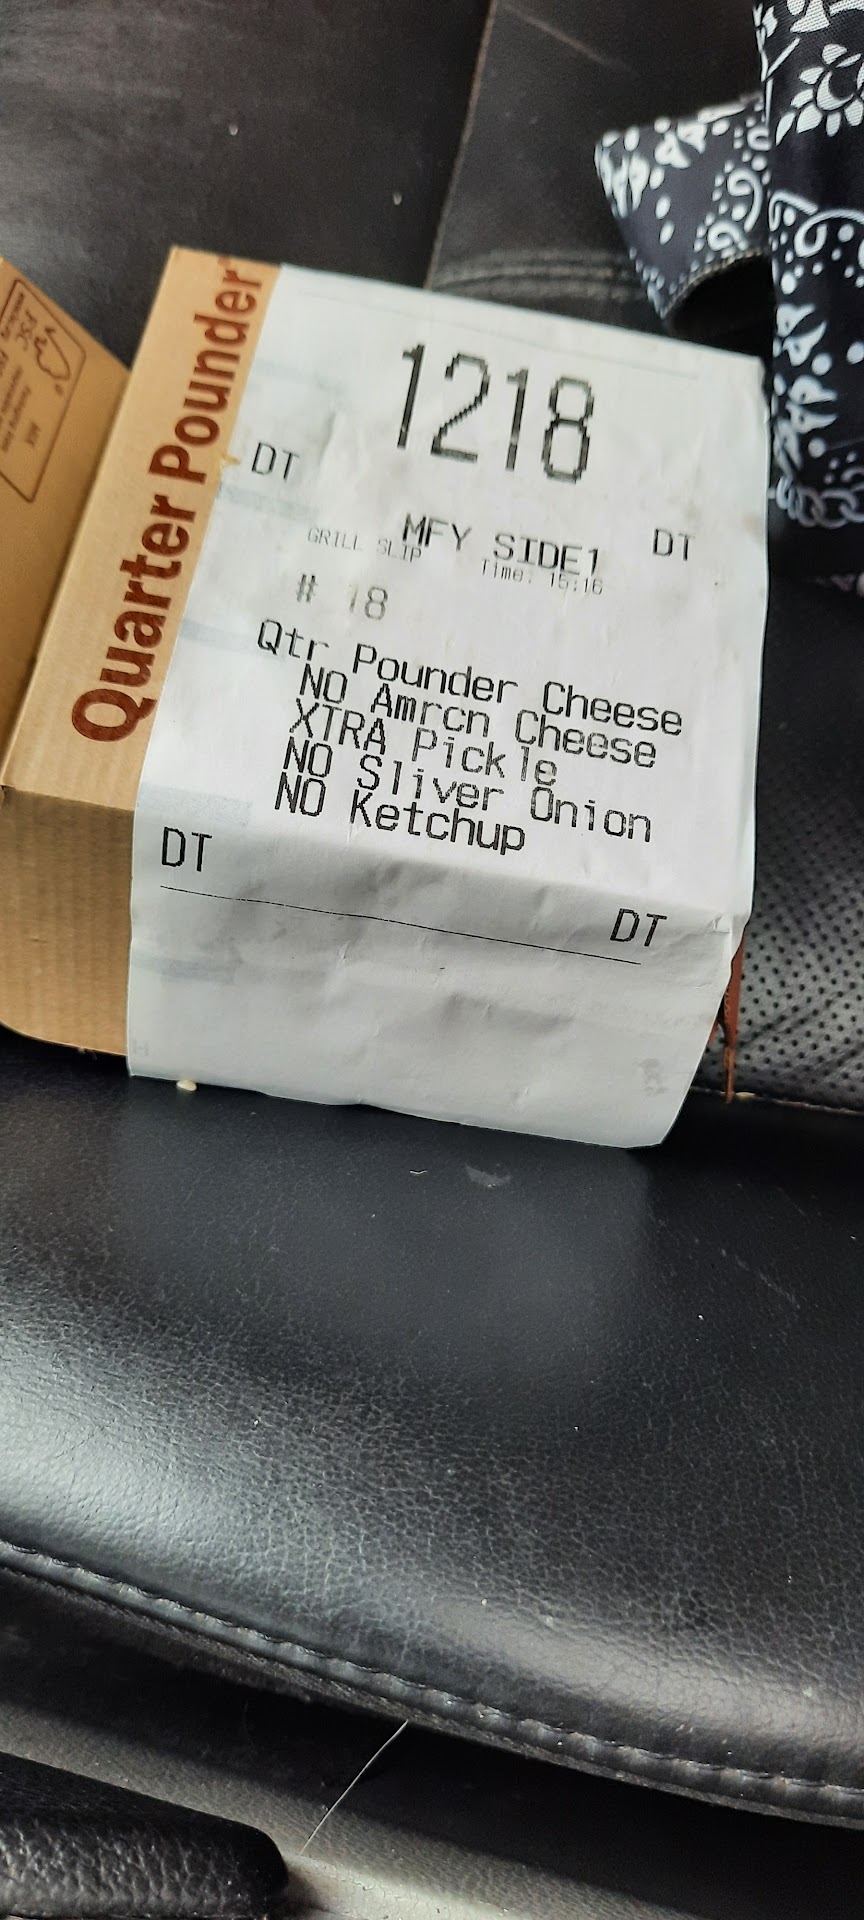 Quarter Pounder
1218
DT
DT
MFY SIDE1
GRILL SLIP
Time: 15:16
# 18
Qtr Pounder Cheese
NO Amrcn Cheese
XTRA Pickle
NO Sliver Onion
NO Ketchup
DT
DT